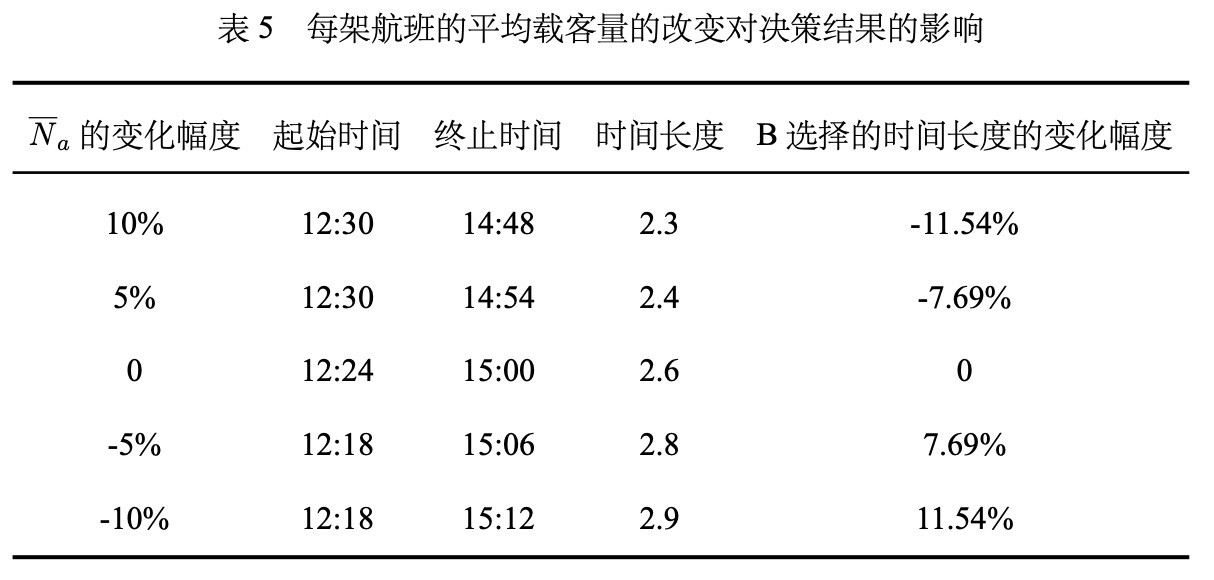 表 5 每架航班的平均载客量的改变对决策结果的影响
N̅a 的变化幅度 起始时间 终止时间 时间长度 B 选择的时间长度的变化幅度
10% 12:30 14:48 2.3 -11.54%
5% 12:30 14:54 2.4 -7.69%
0 12:24 15:00 2.6 0
-5% 12:18 15:06 2.8 7.69%
-10% 12:18 15:12 2.9 11.54%